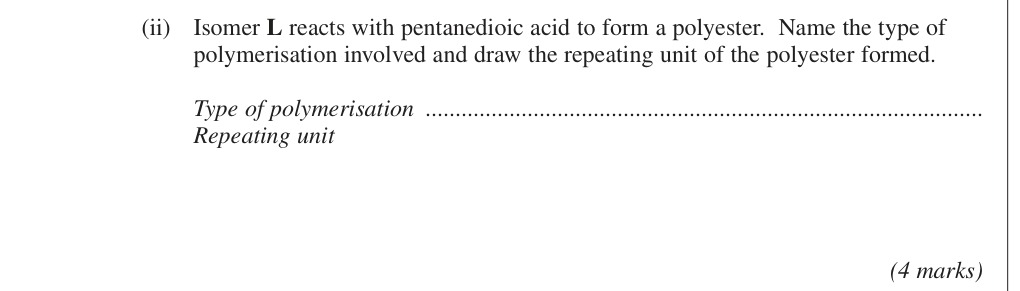 (ii) Isomer L reacts with pentanedioic acid to form a polyester. Name the type of
polymerisation involved and draw the repeating unit of the polyester formed.
Type of polymerisation ............................................................................................
Repeating unit
(4 marks)